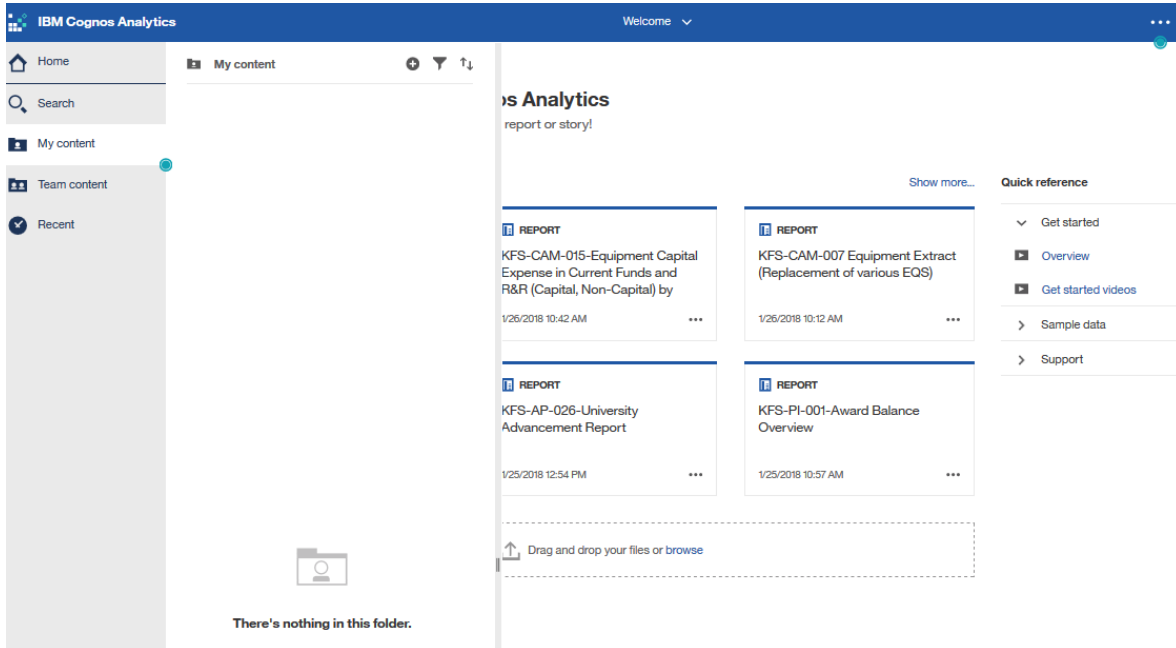 IBM Cognos Analytics
Welcome
Home
Search
My content
Team content
Recent
My content
There's nothing in this folder.
os Analytics
report or story!
Show more...
REPORT
KFS-CAM-015-Equipment Capital
Expense in Current Funds and
R&R (Capital, Non-Capital) by
1/26/2018 10:42 AM
REPORT
KFS-CAM-007 Equipment Extract
(Replacement of various EQS)
1/26/2018 10:12 AM
REPORT
KFS-AP-026-University
Advancement Report
1/25/2018 12:54 PM
REPORT
KFS-PI-001-Award Balance
Overview
1/25/2018 10:57 AM
Drag and drop your files or browse
Quick reference
Get started
Overview
Get started videos
Sample data
Support